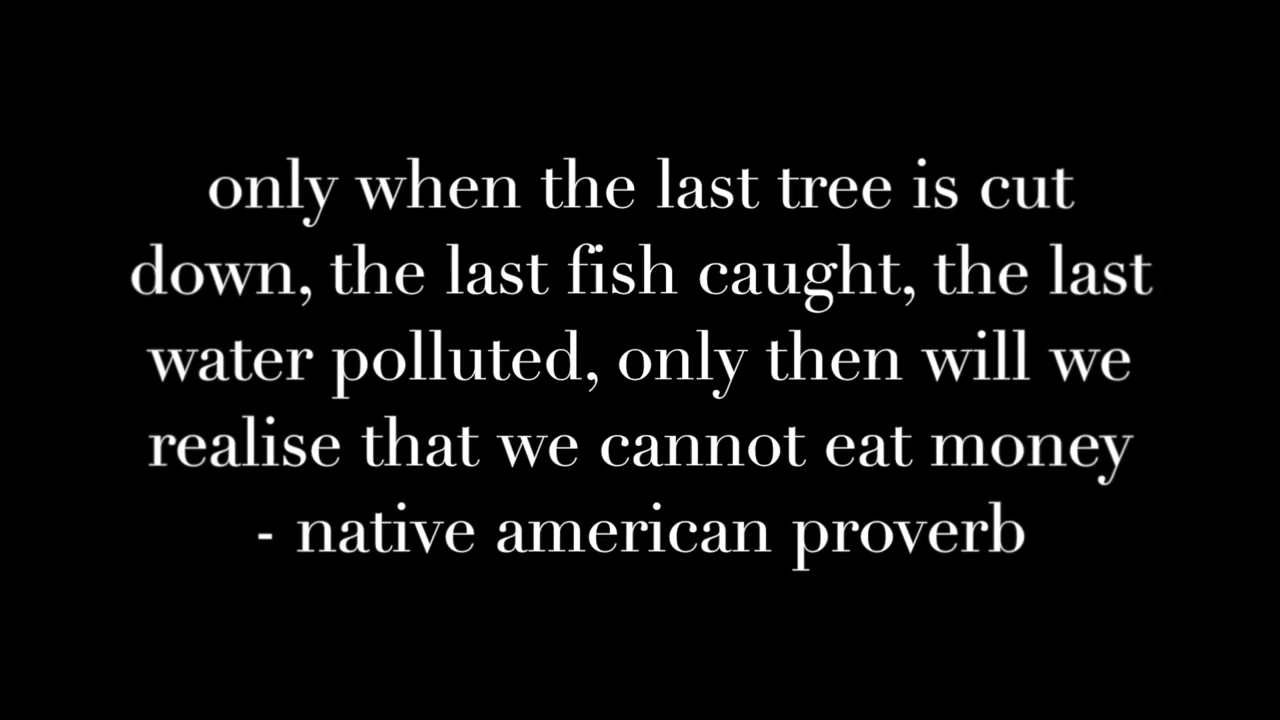 only when the last tree is cut
down, the last fish caught, the last
water polluted, only then will we
realise that we cannot eat money
- native american proverb